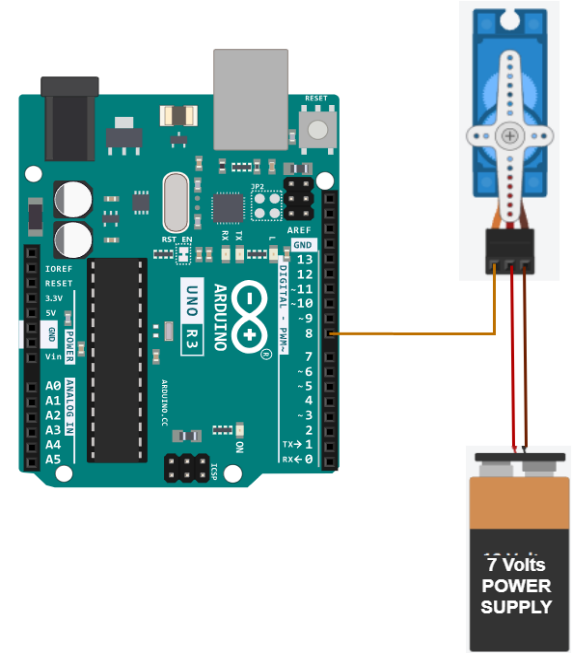 RESET
JP2
AREF
GND
13
12
~11
~10
~9
8
7
~6
~5
4
~3
2
TX→1
RX←0
DIGITAL - PWM~
RST EN
RX
TX
L
IOREF
RESET
3.3V
5V
GND
Vin
POWER
A0
A1
A2
A3
A4
A5
ANALOG IN
UNO R3
ARDUINO
®
ARDUINO.CC
ON
ICSP
7 Volts
POWER
SUPPLY